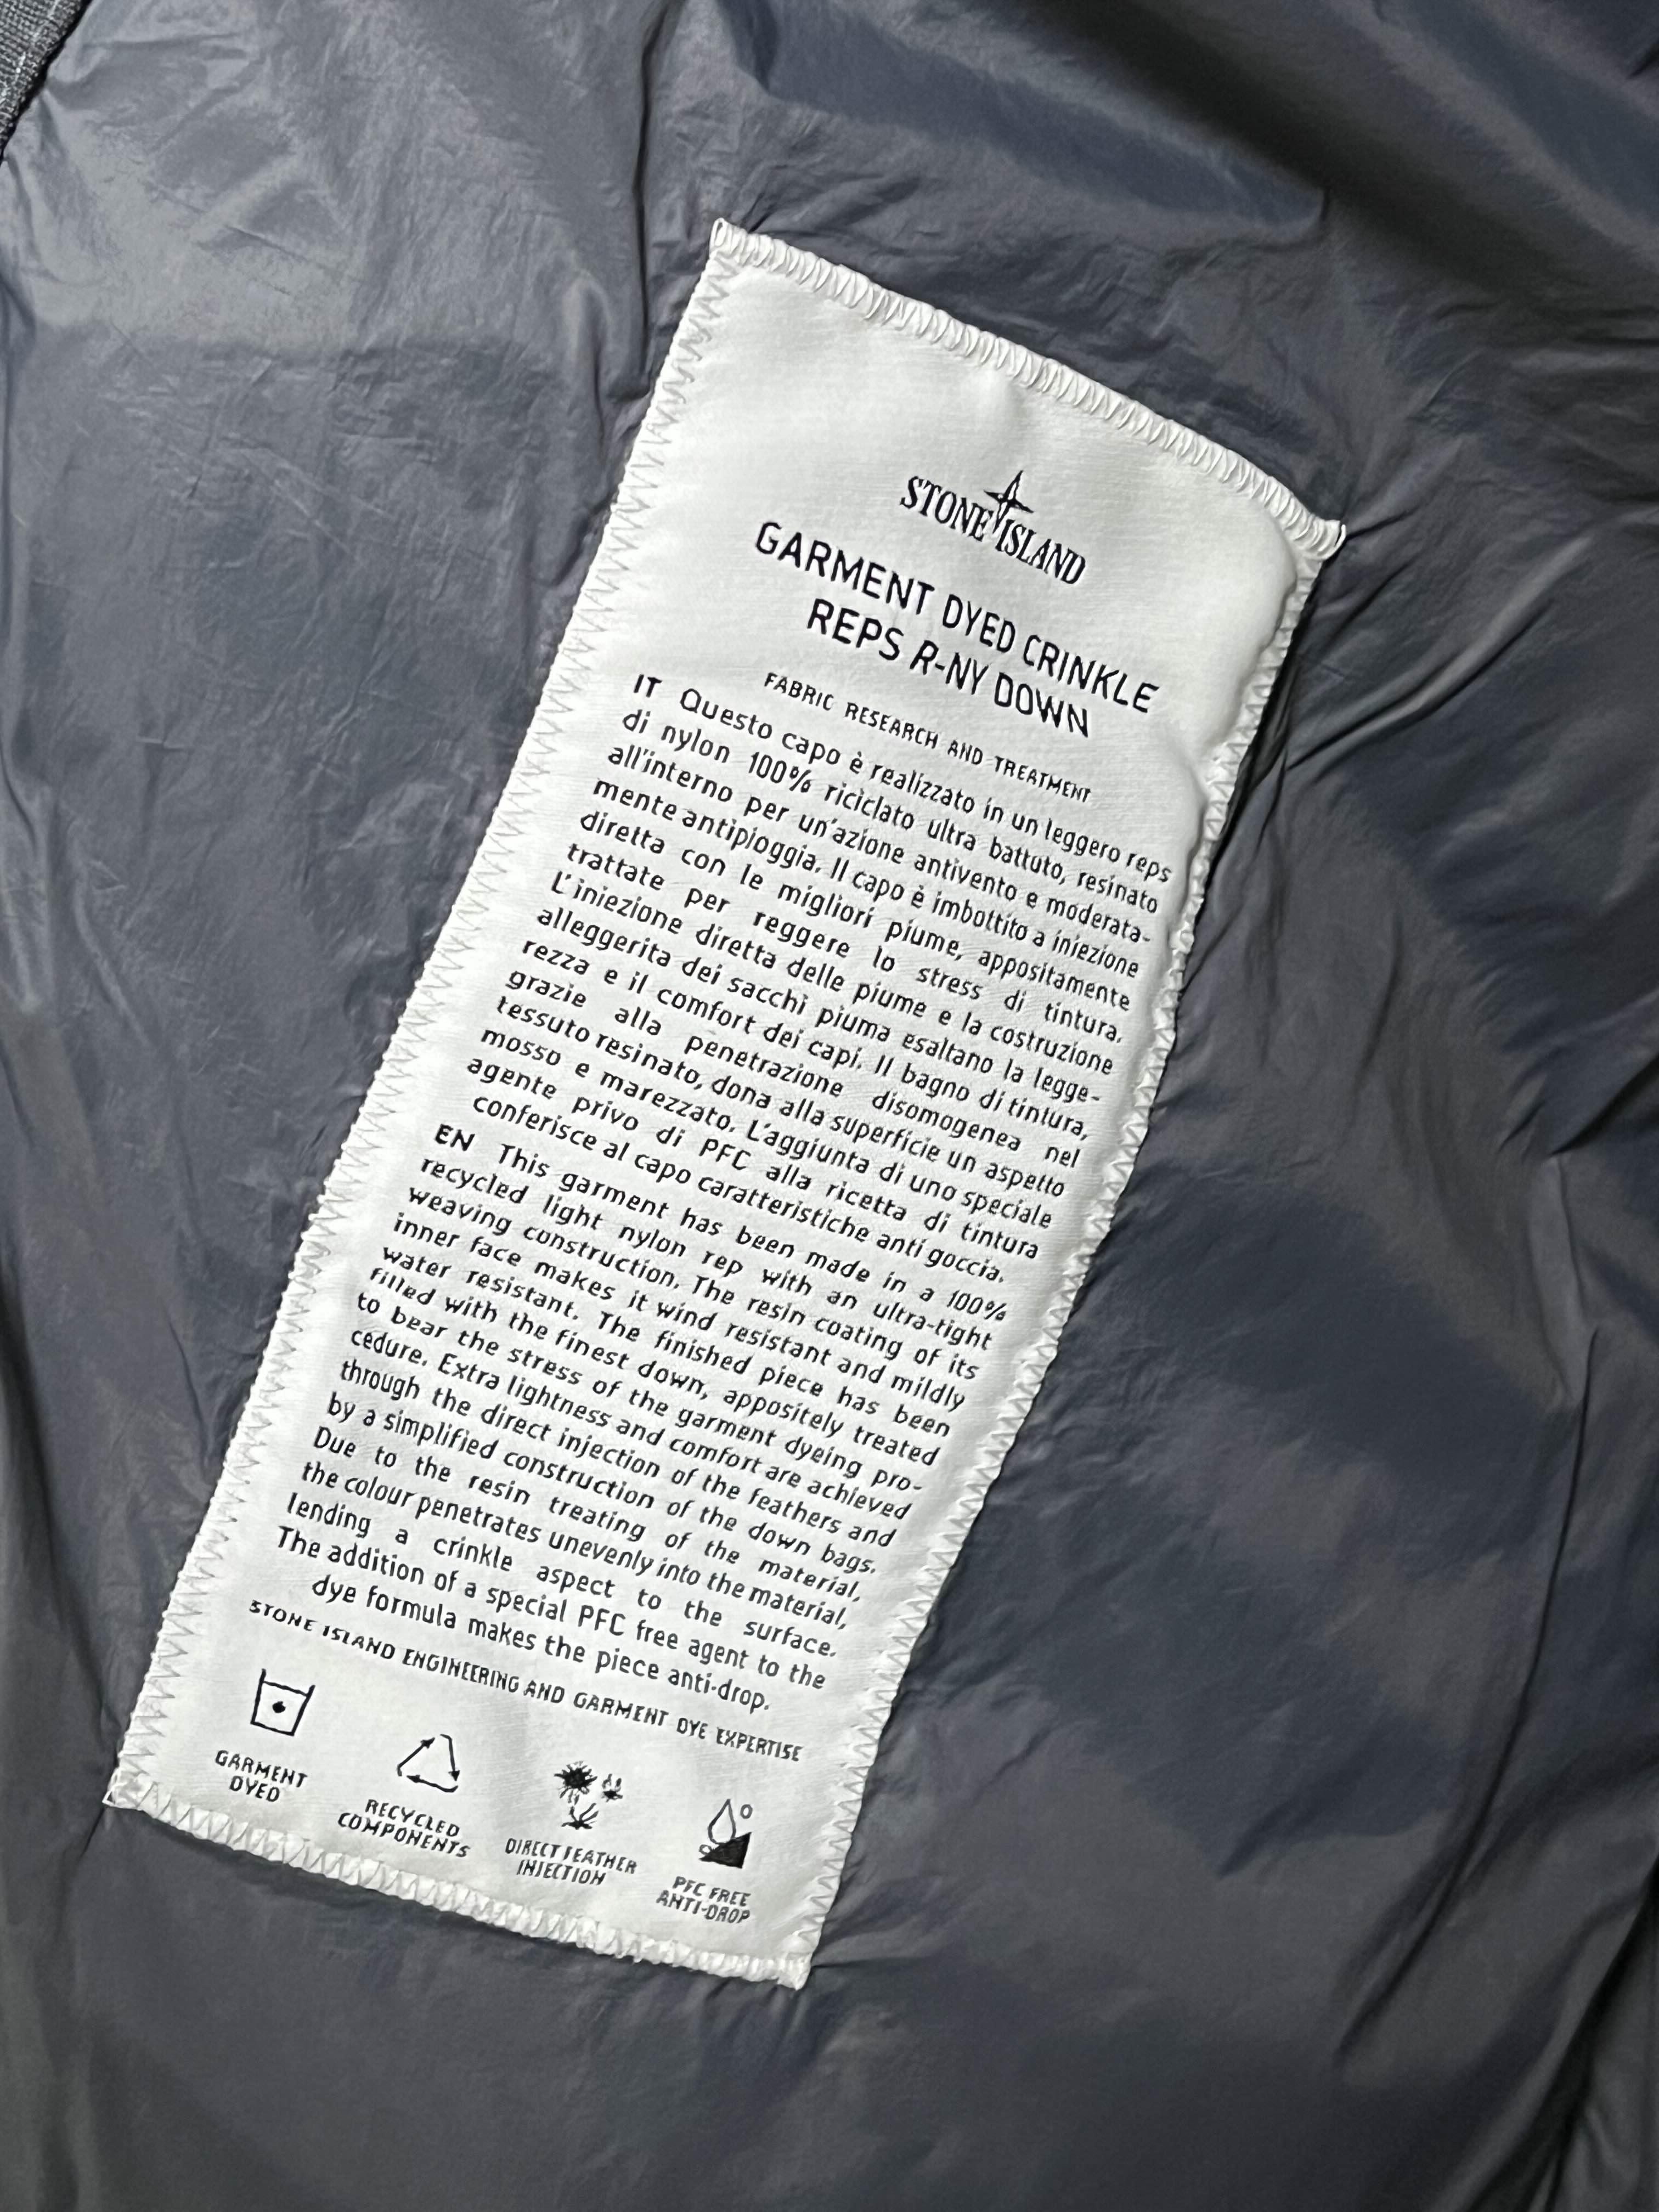 STONE ISLAND
GARMENT DYED CRINKLE
REPS R-NY DOWN
FABRIC RESEARCH AND TREATMENT
IT Questo capo è realizzato in un leggero reps
di nylon 100% riciclato ultra battuto, resinato
all'interno per un'azione antivento e moderata-
mente antipioggia. Il capo è imbottito a iniezione
diretta con le migliori piume, appositamente
trattate per reggere lo stress di tintura.
L'iniezione diretta delle piume e la costruzione
alleggerita dei sacchi piuma esaltano la legge-
rezza e il comfort dei capi. Il bagno di tintura,
grazie alla penetrazione disomogenea nel
tessuto resinato, dona alla superficie un aspetto
mosso e marezzato. L'aggiunta di uno speciale
agente privo di PFC alla ricetta di tintura
conferisce al capo caratteristiche anti goccia.
EN This garment has been made in a 100%
recycled light nylon rep with an ultra-tight
weaving construction. The resin coating of its
inner face makes it wind resistant and mildly
water resistant. The finished piece has been
filled with the finest down, appositely treated
to bear the stress of the garment dyeing pro-
cedure. Extra lightness and comfort are achieved
through the direct injection of the feathers and
by a simplified construction of the down bags.
Due to the resin treating of the material,
the colour penetrates unevenly into the material,
lending a crinkle aspect to the surface.
The addition of a special PFC free agent to the
dye formula makes the piece anti-drop.
STONE ISLAND ENGINEERING AND GARMENT DYE EXPERTISE
GARMENT
DYED
RECYCLED
COMPONENTS
DIRECT FEATHER
INJECTION
PFC FREE
ANTI-DROP